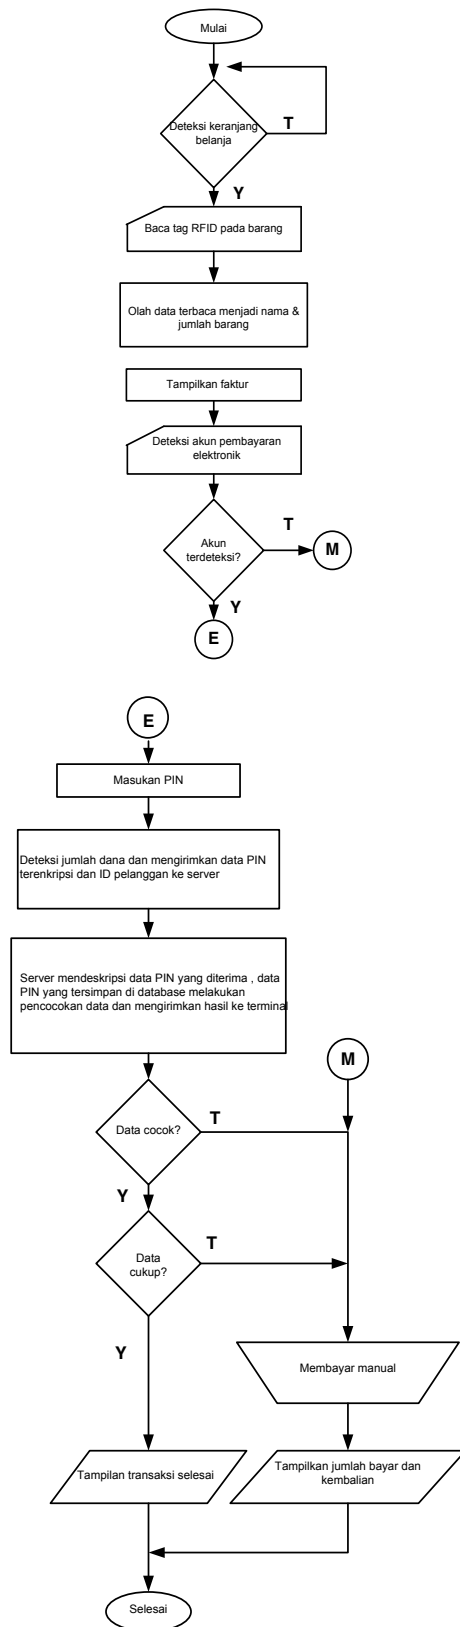 Mulai
Deteksi keranjang
belanja
T
Y
Baca tag RFID pada barang
Olah data terbaca menjadi nama &
jumlah barang
Tampilkan faktur
Deteksi akun pembayaran
elektronik
Akun
terdeteksi?
T
M
Y
E
E
Masukan PIN
Deteksi jumlah dana dan mengirimkan data PIN
terenkripsi dan ID pelanggan ke server
Server mendeskripsi data PIN yang diterima , data
PIN yang tersimpan di database melakukan
pencocokan data dan mengirimkan hasil ke terminal
M
Data cocok?
T
Y
Data
cukup?
T
Y
Membayar manual
Tampilan transaksi selesai
Tampilkan jumlah bayar dan
kembalian
Selesai